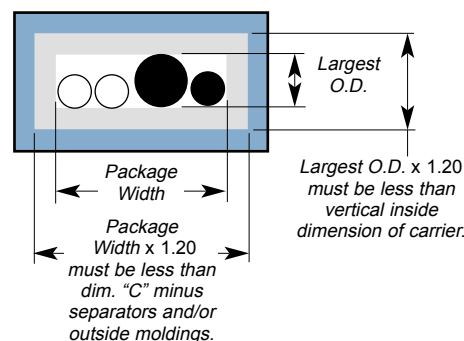 Largest
O.D.
Package
Width
Largest O.D. x 1.20
must be less than
vertical inside
dimension of carrier.
Package
Width x 1.20
must be less than
dim. “C” minus
separators and/or
outside moldings.